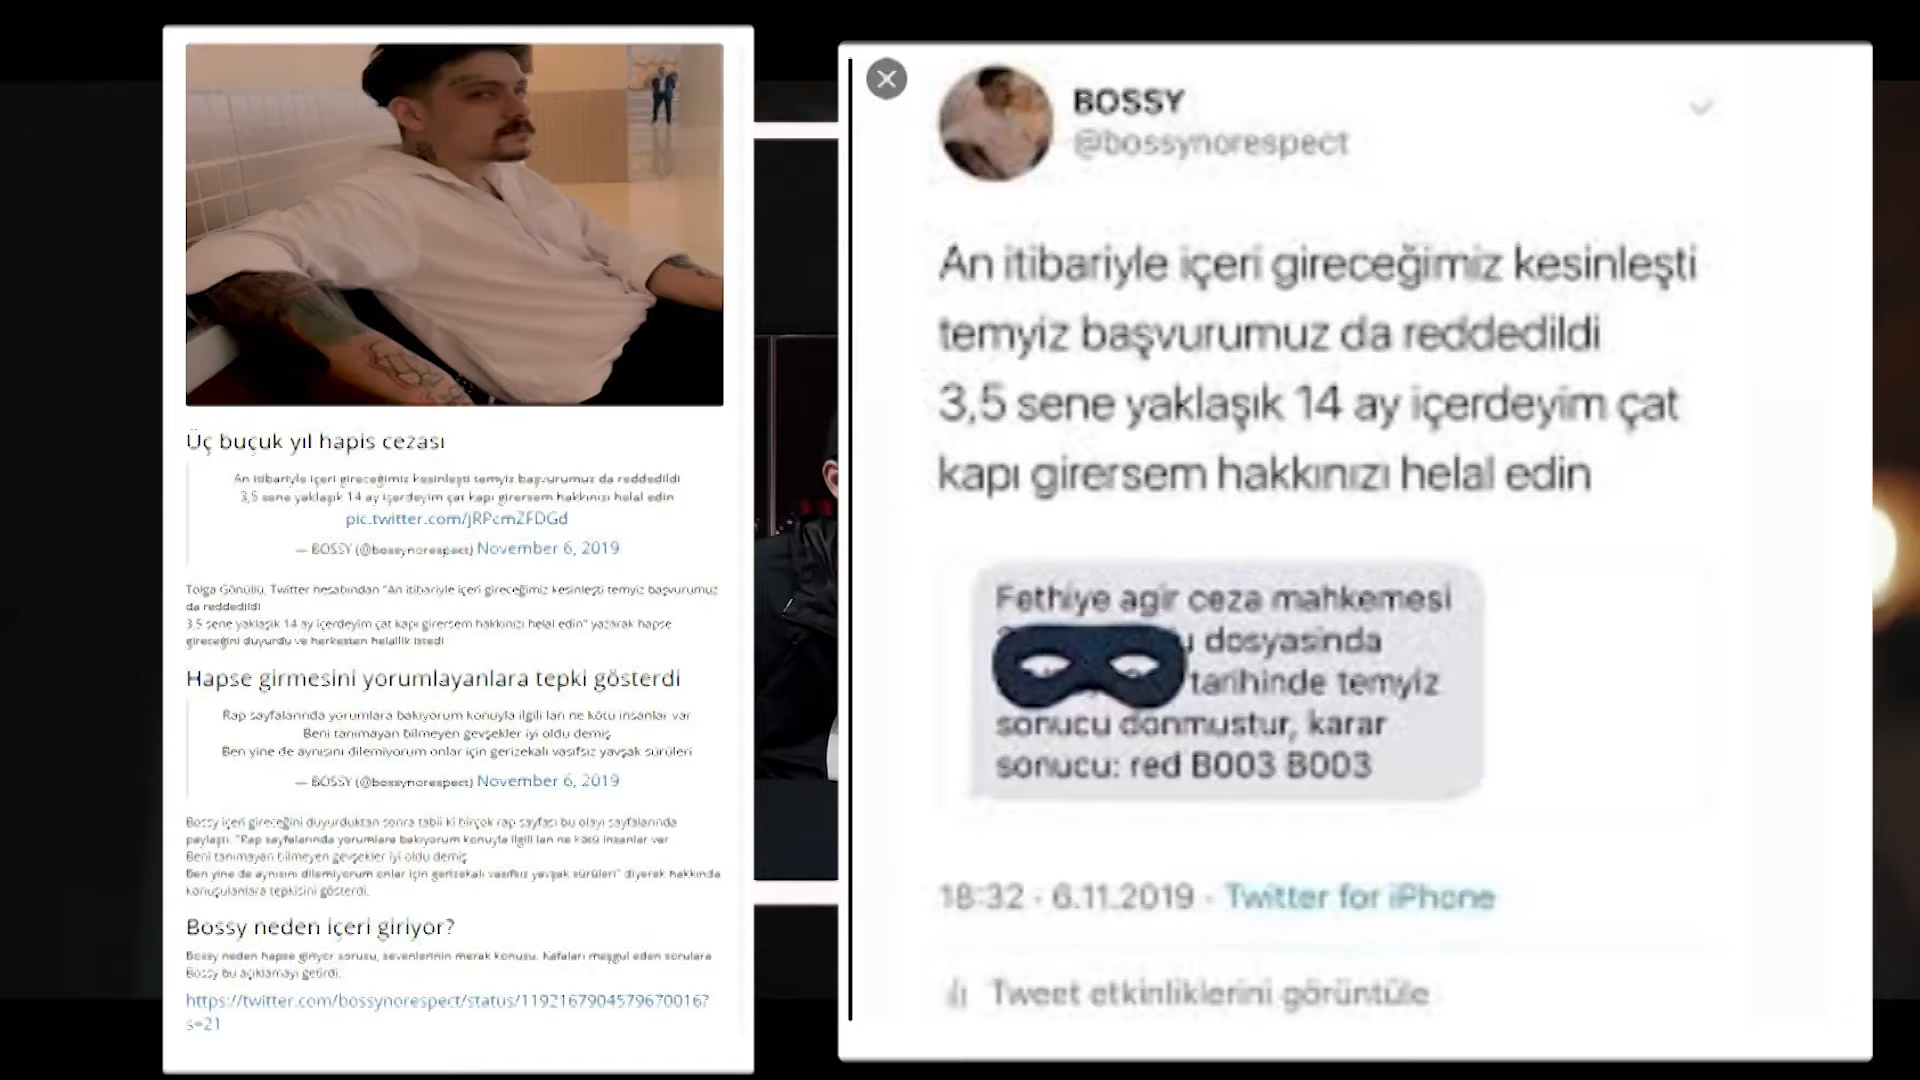 Üç buçuk yıl hapis cezası
An itibariyle içeri gireceğimiz kesinleşti temyiz başvurumuz da reddedildi
3,5 sene yaklaşık 14 ay içerdeyim çat kapı girersem hakkınızı helal edin
pic.twitter.com/jRPcmZFDGd
— BOSSY (@bossynorespect) November 6, 2019
Tolga Gönüllü, Twitter hesabından "An itibariyle içeri gireceğimiz kesinleşti temyiz başvurumuz
da reddedildi
3,5 sene yaklaşık 14 ay içerdeyim çat kapı girersem hakkınızı helal edin" yazarak hapse
gireceğini duyurdu ve herkesten helallik istedi
Hapse girmesini yorumlayanlara tepki gösterdi
Rap sayfalarında yorumlara bakıyorum konuyla ilgili lan ne kötü insanlar var
Beni tanımayan bilmeyen gevşekler iyi oldu demiş
Ben yine de aynısını dilemiyorum onlar için gerizekalı vasıfsız yavşak sürüleri
— BOSSY (@bossynorespect) November 6, 2019
Bossy içeri gireceğini duyurduktan sonra tabii ki birçok rap sayfası bu olayı sayfalarında
paylaştı. "Rap sayfalarında yorumlara bakıyorum konuyla ilgili lan ne kötü insanlar var
Beni tanımayan bilmeyen gevşekler iyi oldu demiş
Ben yine de aynısını dilemiyorum onlar için gerizekalı vasıfsız yavşak sürüleri" diyerek hakkında
konuşulanlara tepkisini gösterdi.
Bossy neden içeri giriyor?
Bossy neden hapse giriyor sorusu, sevenlerinin merak konusu. Kafaları meşgul eden sorulara
Bossy bu açıklamayı getirdi.
https://twitter.com/bossynorespect/status/1192167904579670016?
s=21
BOSSY
@bossynorespect
An itibariyle içeri gireceğimiz kesinleşti
temyiz başvurumuz da reddedildi
3,5 sene yaklaşık 14 ay içerdeyim çat
kapı girersem hakkınızı helal edin
Fethiye agir ceza mahkemesi
dosyasinda
tarihinde temyiz
sonucu donmustur, karar
sonucu: red B003 B003
18:32 · 6.11.2019 · Twitter for iPhone
Tweet etkinliklerini görüntüle